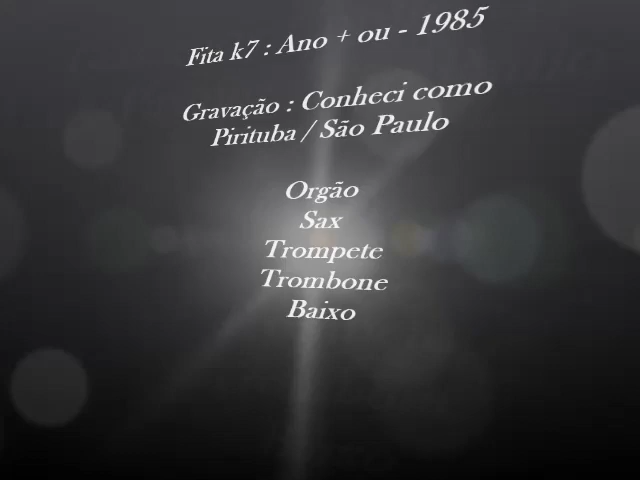 Fita k7 : Ano + ou - 1985
Gravação : Conheci como
Pirituba / São Paulo
Orgão
Sax
Trompete
Trombone
Baixo